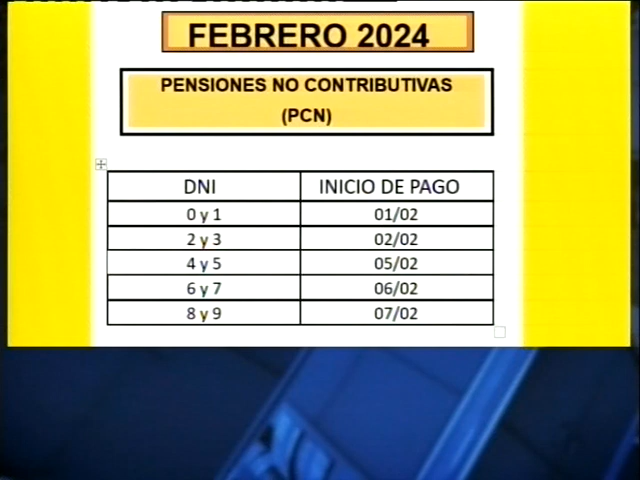 FEBRERO 2024
PENSIONES NO CONTRIBUTIVAS
(PCN)
DNI INICIO DE PAGO
0 y 1 01/02
2 y 3 02/02
4 y 5 05/02
6 y 7 06/02
8 y 9 07/02